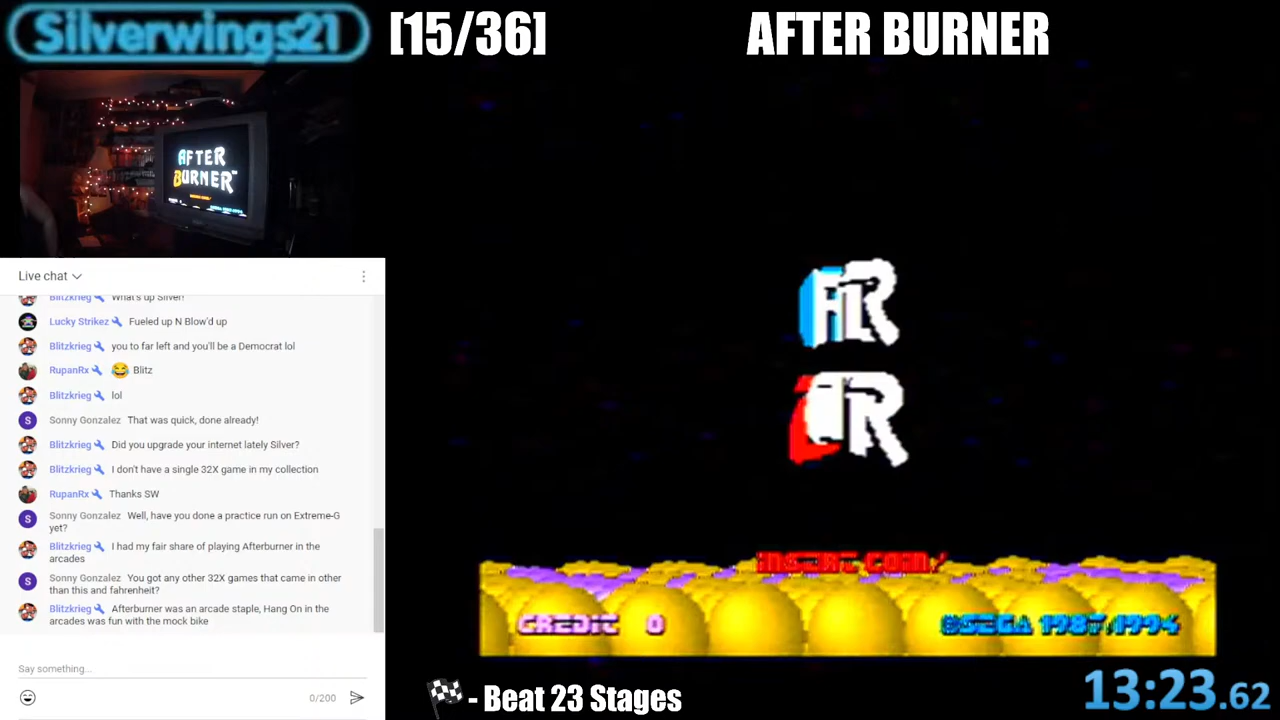 Silverwings21
[15/36]
AFTER BURNER
AFTER
BURNER™
Live chat
Blitzkrieg What's up Silver!
Lucky Strikez Fueled up N Blow'd up
Blitzkrieg you to far left and you'll be a Democrat lol
RupanRx 😂 Blitz
Blitzkrieg lol
S Sonny Gonzalez That was quick, done already!
Blitzkrieg Did you upgrade your internet lately Silver?
Blitzkrieg I don't have a single 32X game in my collection
RupanRx Thanks SW
S Sonny Gonzalez Well, have you done a practice run on Extreme-G
yet?
Blitzkrieg I had my fair share of playing Afterburner in the
arcades
S Sonny Gonzalez You got any other 32X games that came in other
than this and fahrenheit?
Blitzkrieg Afterburner was an arcade staple, Hang On in the
arcades was fun with the mock bike
Say something...
0/200
INSERT COIN!
CREDIT 0
©SEGA 1987,1994
- Beat 23 Stages
13:23.62